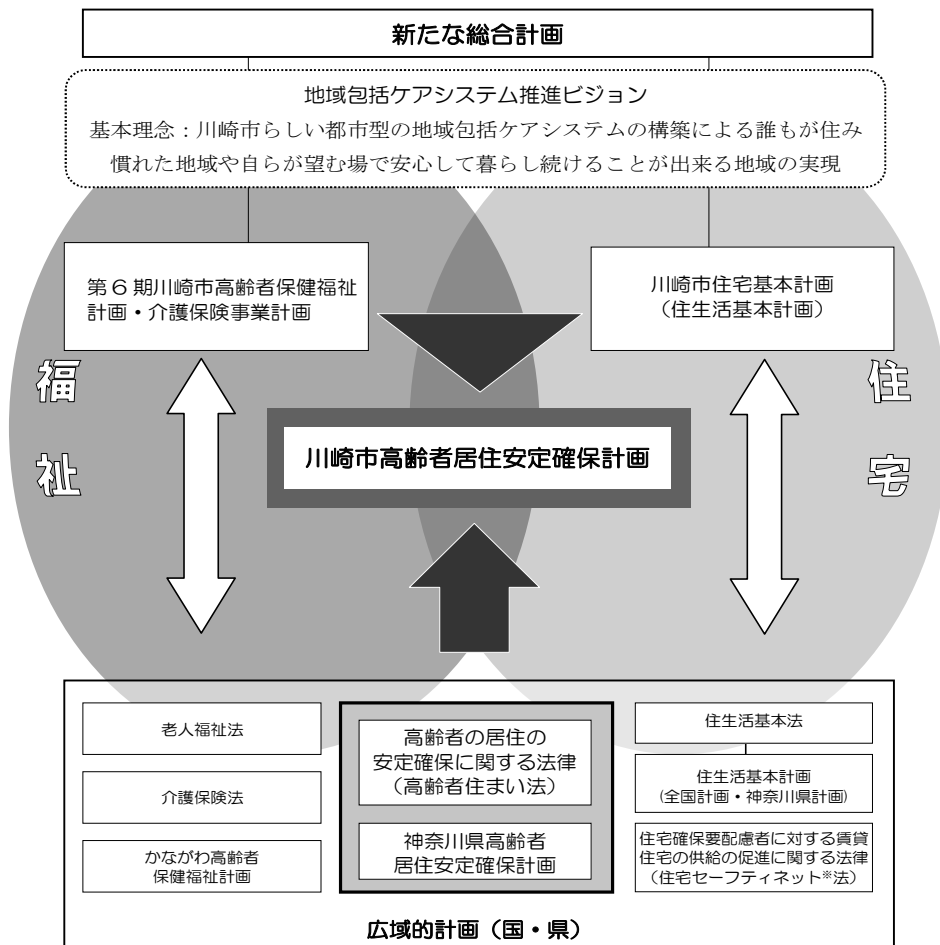 新たな総合計画
地域包括ケアシステム推進ビジョン
基本理念：川崎市らしい都市型の地域包括ケアシステムの構築による誰もが住み
慣れた地域や自らが望む場で安心して暮らし続けることが出来る地域の実現
第6期川崎市高齢者保健福祉
計画・介護保険事業計画
川崎市住宅基本計画
（住生活基本計画）
福
祉
住
宅
川崎市高齢者居住安定確保計画
老人福祉法
介護保険法
かながわ高齢者
保健福祉計画
高齢者の居住の
安定確保に関する法律
（高齢者住まい法）
神奈川県高齢者
居住安定確保計画
住生活基本法
住生活基本計画
(全国計画・神奈川県計画)
住宅確保要配慮者に対する賃貸
住宅の供給の促進に関する法律
（住宅セーフティネット※法）
広域的計画（国・県）